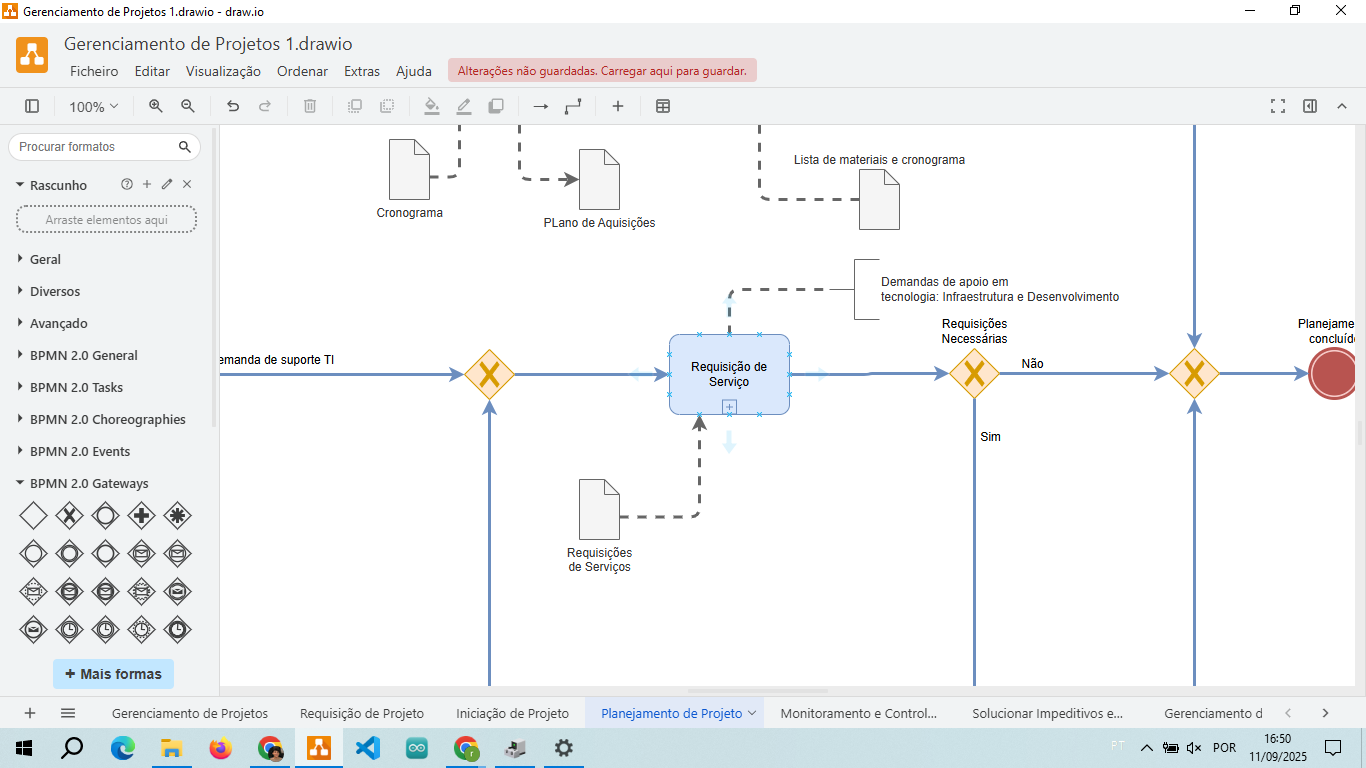 Gerenciamento de Projetos 1.drawio - draw.io
Gerenciamento de Projetos 1.drawio
Ficheiro Editar Visualização Ordenar Extras Ajuda Alterações não guardadas. Carregar aqui para guardar.
100%
Procurar formatos
Rascunho
Arraste elementos aqui
Geral
Diversos
Avançado
BPMN 2.0 General
BPMN 2.0 Tasks
BPMN 2.0 Choreographies
BPMN 2.0 Events
BPMN 2.0 Gateways
+ Mais formas
Cronograma
PLano de Aquisições
Lista de materiais e cronograma
Demandas de apoio em
tecnologia: Infraestrutura e Desenvolvimento
Requisições
Necessárias
Planejame
concluíd
emanda de suporte TI
Requisição de
Serviço
Não
Sim
Requisições
de Serviços
Gerenciamento de Projetos Requisição de Projeto Iniciação de Projeto Planejamento de Projeto Monitoramento e Control... Solucionar Impeditivos e... Gerenciamento d
PT POR 16:50
11/09/2025